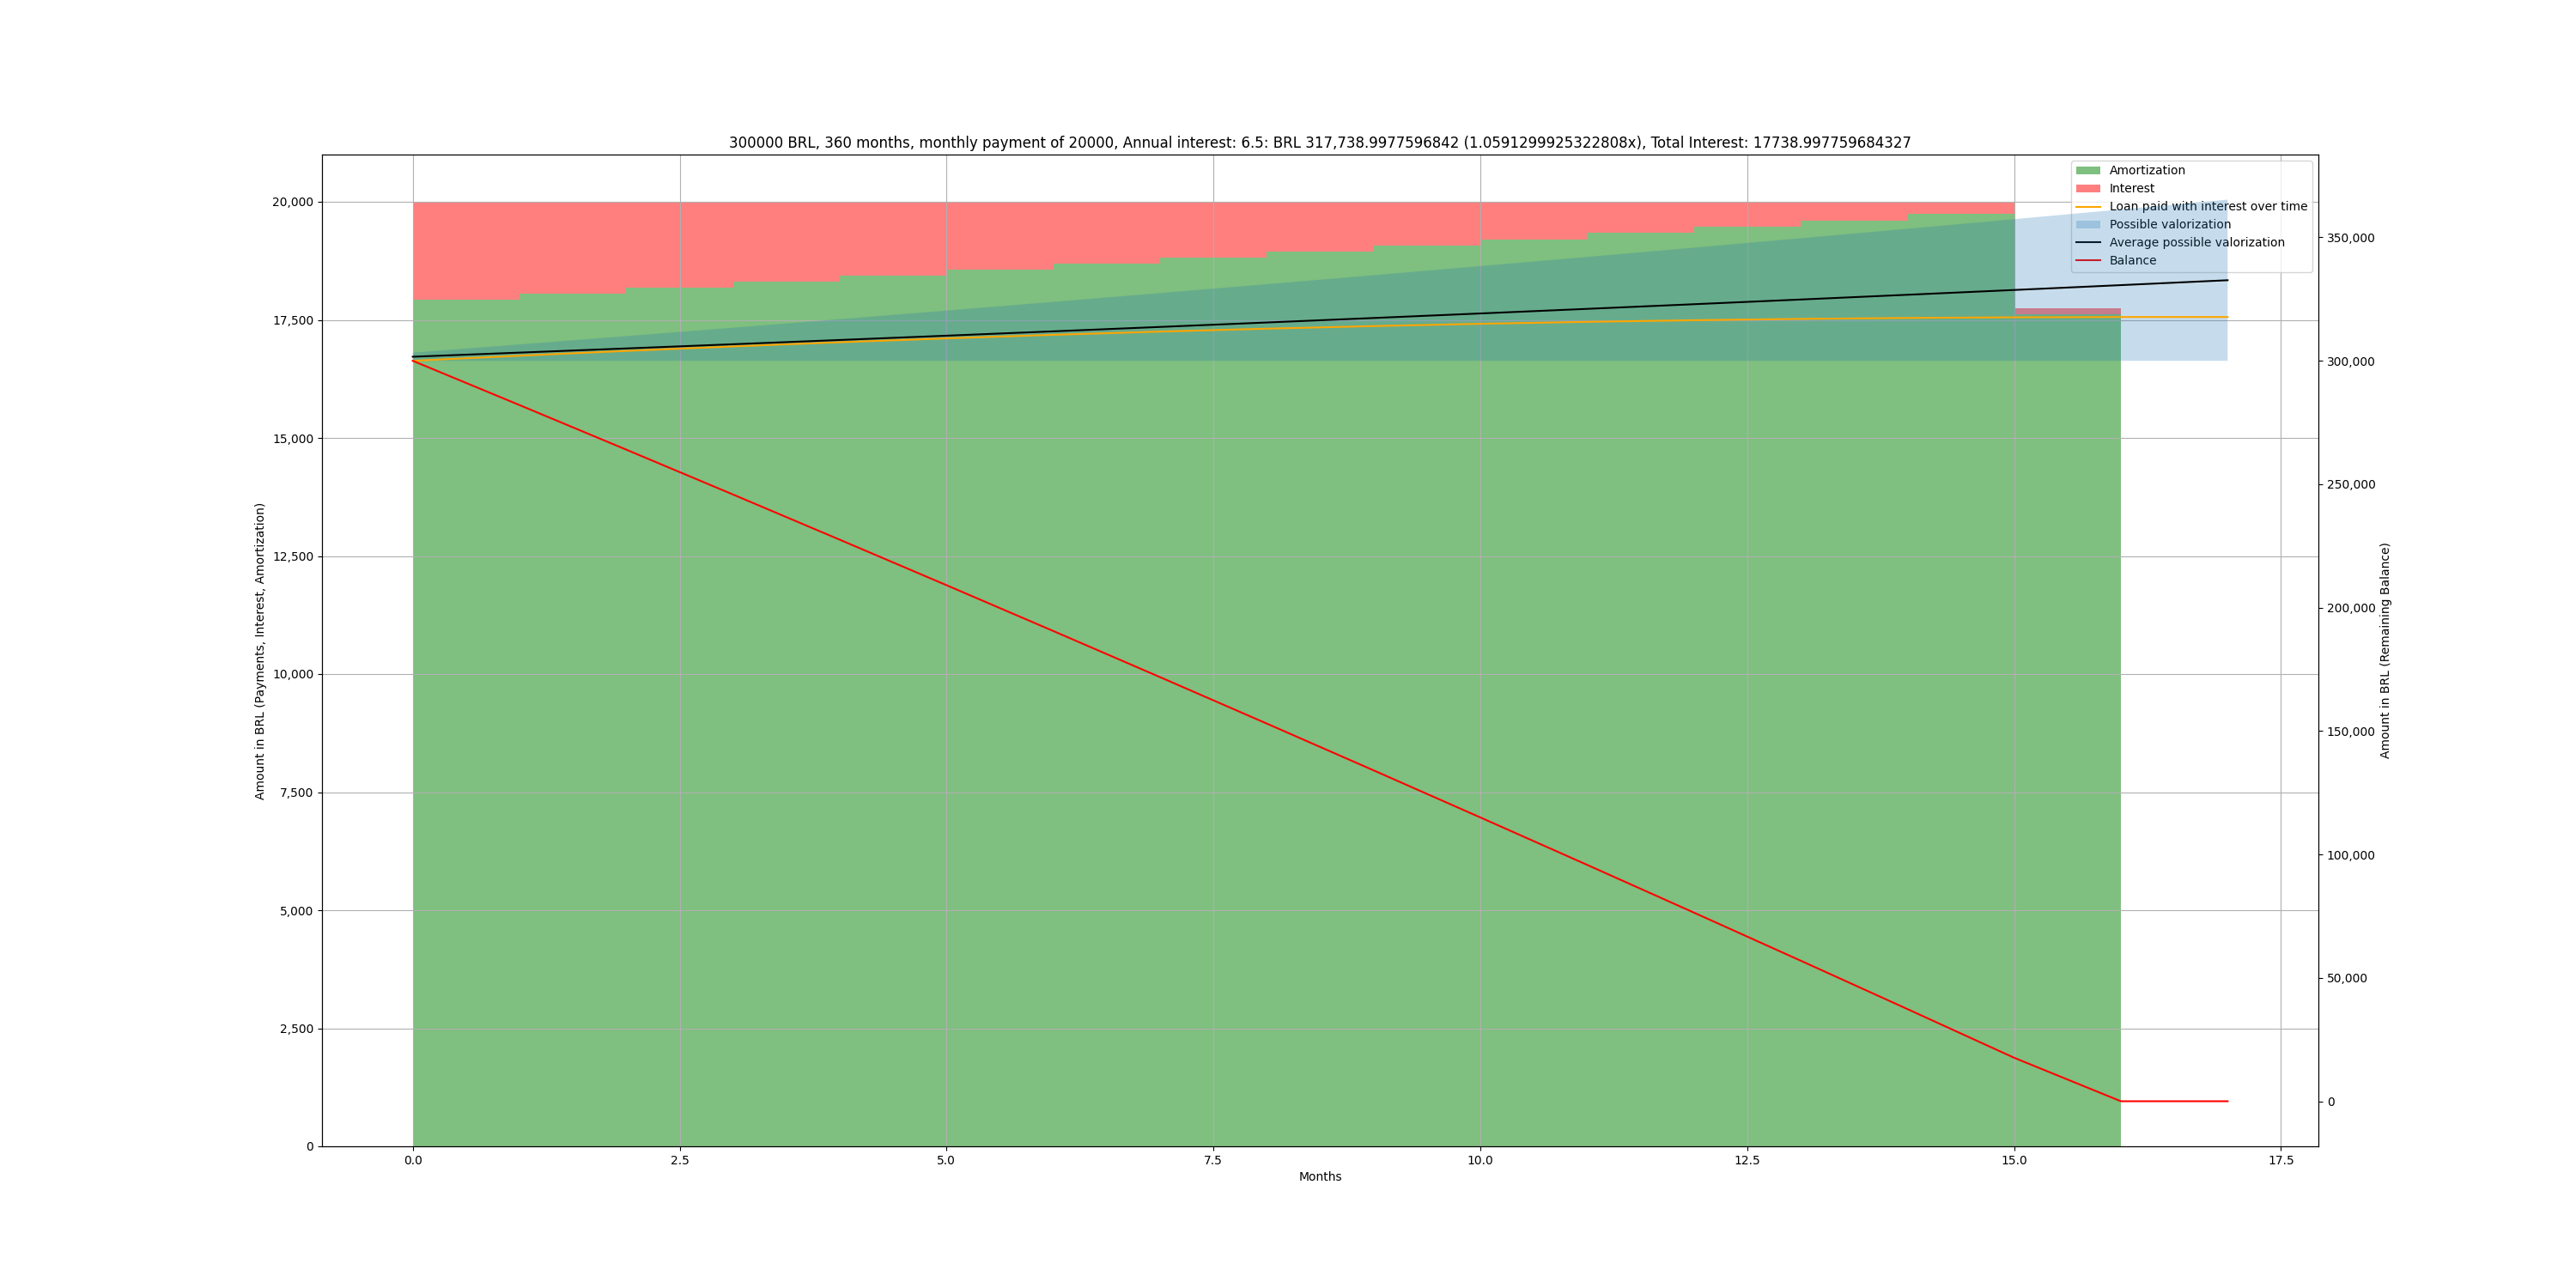 300000 BRL, 360 months, monthly payment of 20000, Annual interest: 6.5: BRL 317,738.9977596842 (1.0591299925322808x), Total Interest: 17738.997759684327
Amortization
Interest
Loan paid with interest over time
Possible valorization
Average possible valorization
Balance
Amount in BRL (Payments, Interest, Amortization)
20,000
17,500
15,000
12,500
10,000
7,500
5,000
2,500
0
350,000
300,000
250,000
200,000
150,000
100,000
50,000
0
Amount in BRL (Remaining Balance)
0.0 2.5 5.0 7.5 10.0 12.5 15.0 17.5
Months